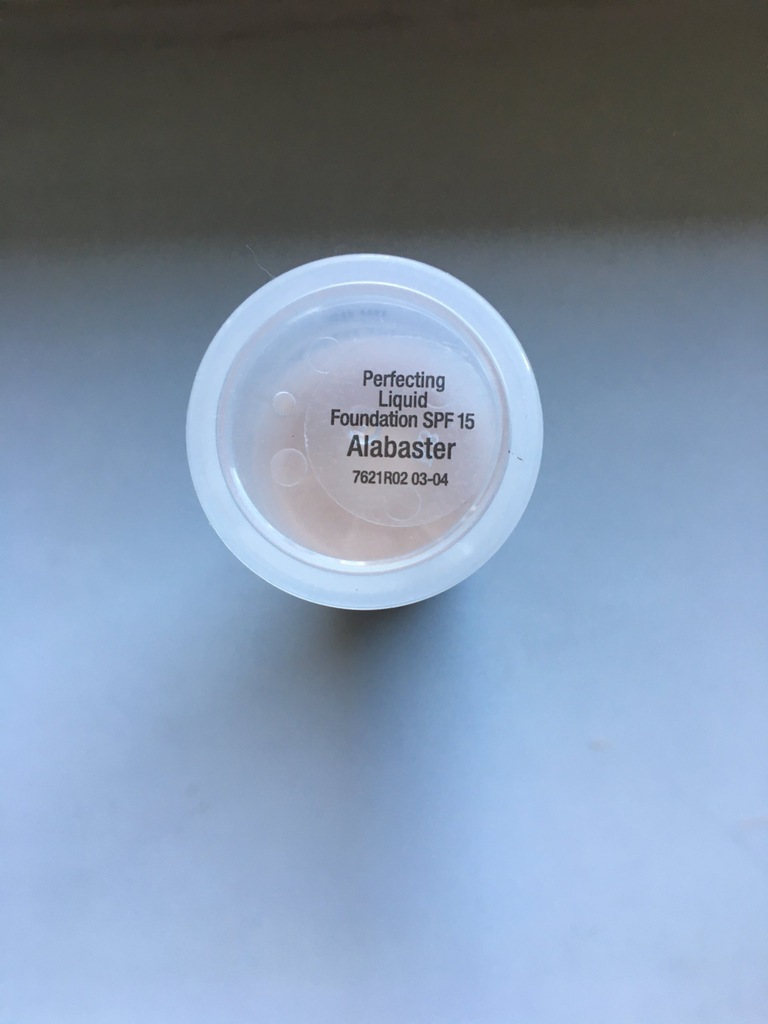 Perfecting
Liquid
Foundation SPF 15
Alabaster
7621R02 03-04